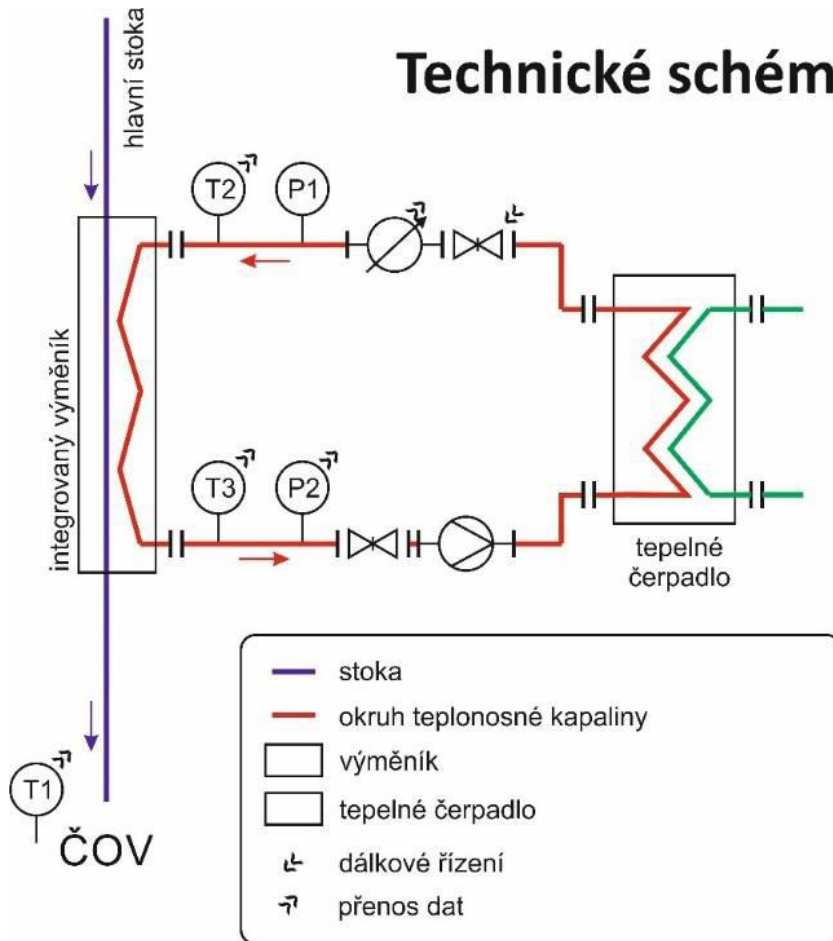 Technické schém
hlavní stoka
T2
P1
integrovaný výměník
T3
P2
tepelné
čerpadlo
T1
ČOV
stoka
okruh teplonosné kapaliny
výměník
tepelné čerpadlo
dálkové řízení
přenos dat